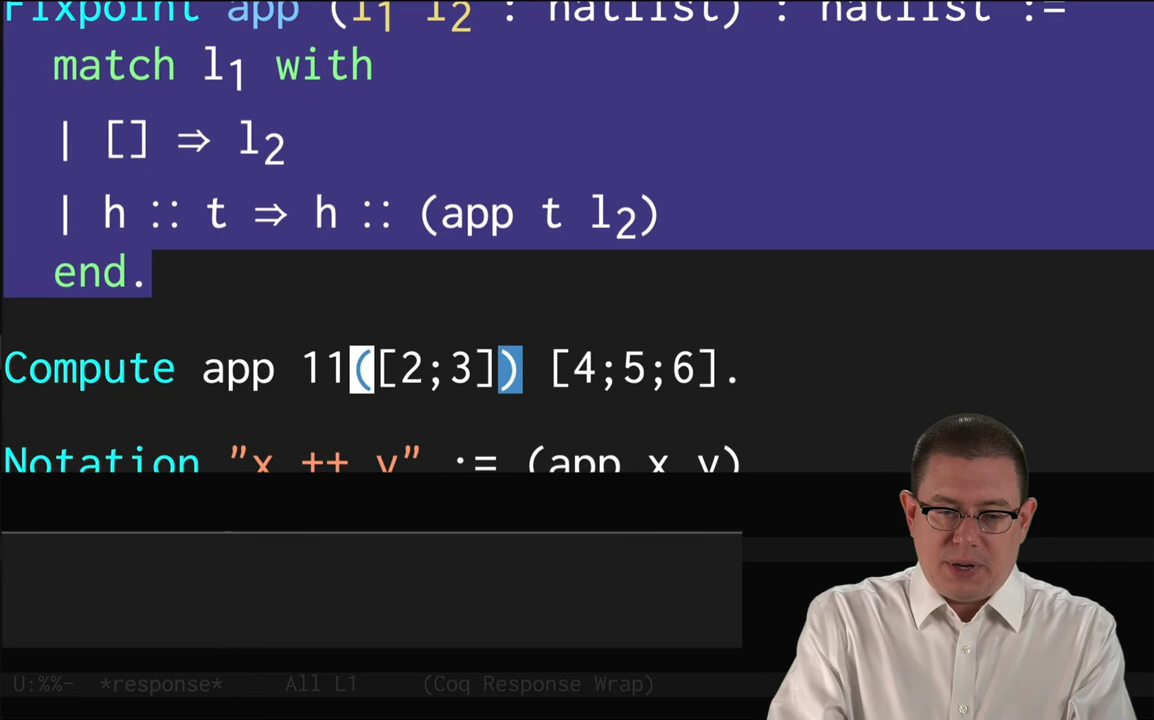 Fixpoint app (l₁ l₂ : natlist) : natlist :=
match l₁ with
| [] ⇒ l₂
| h :: t ⇒ h :: (app t l₂)
end.
Compute app 11([2;3]) [4;5;6].
Notation "x ++ y" := (app x y)
U:%%- *response* All L1 (Coq Response Wrap)